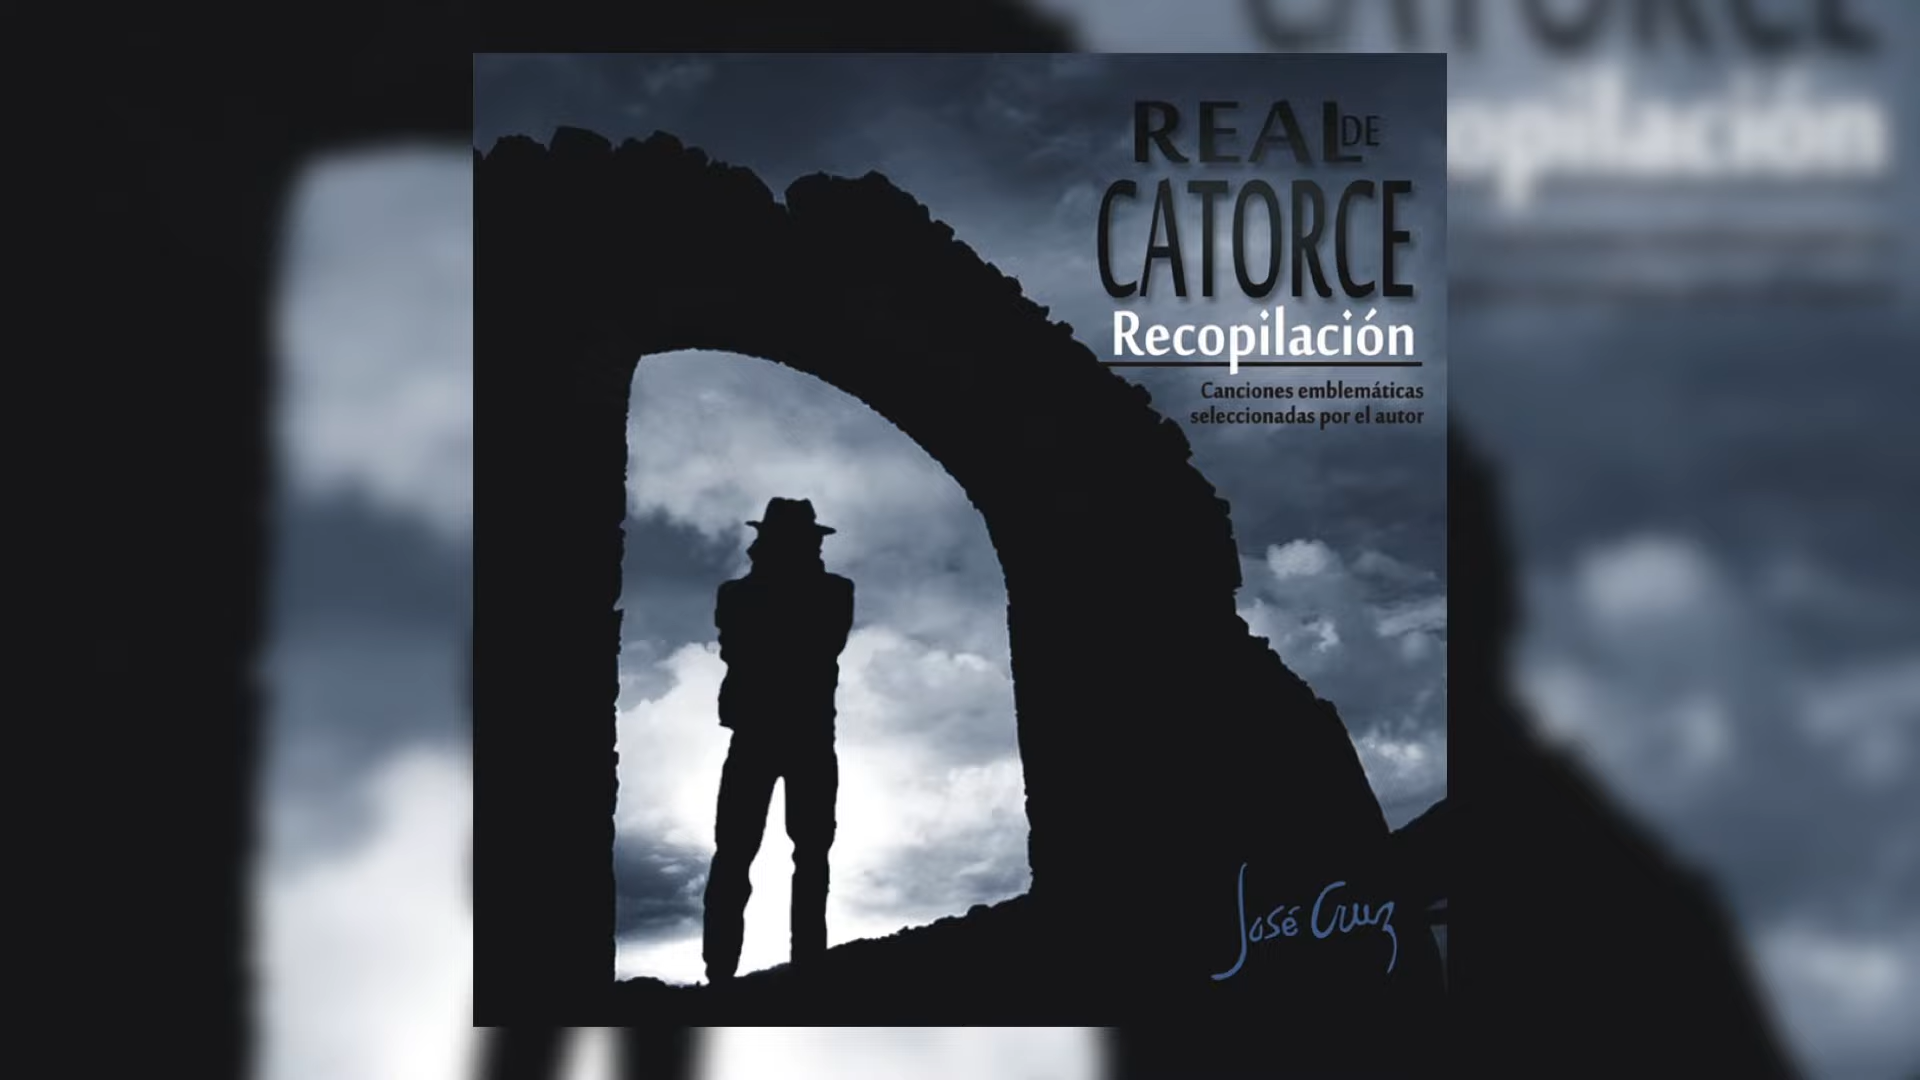 REAL DE
CATORCE
Recopilación
Canciones emblemáticas
seleccionadas por el autor
José Cruz